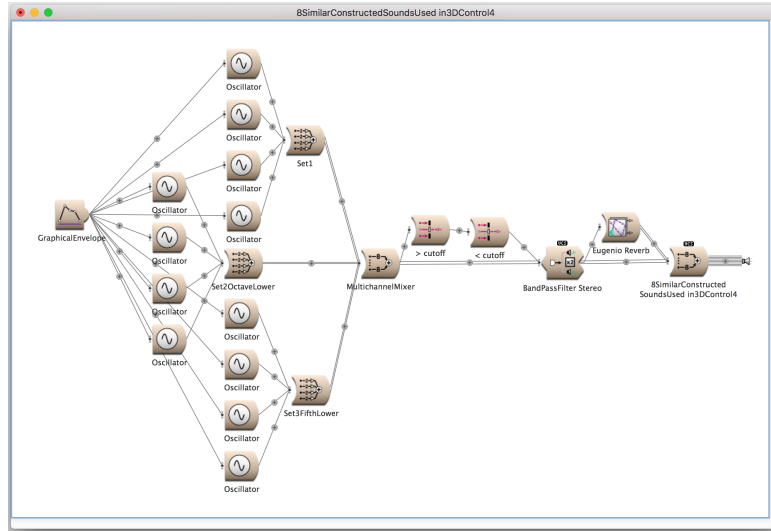 8SimilarConstructedSoundsUsed in3DControl4
Oscillator
Oscillator
Set1
Oscillator
Oscillator
GraphicalEnvelope
Oscillator
Oscillator
> cutoff
< cutoff
Eugenio Reverb
Set2OctaveLower
MultichannelMixer
BandPassFilter Stereo
8SimilarConstructed
SoundsUsed in3DControl4
Oscillator
Oscillator
Oscillator
Oscillator
Set3FifthLower
Oscillator
Oscillator